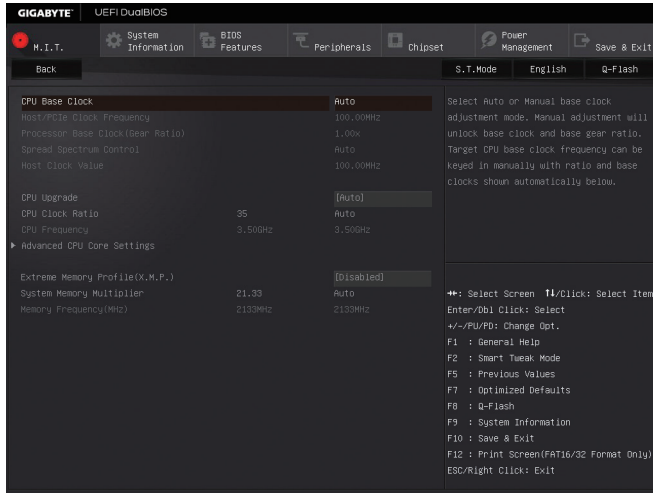 GIGABYTE™ UEFI DualBIOS
M.I.T. System Information BIOS Features Peripherals Chipset Power Management Save & Exit
Back S.T.Mode English Q-Flash
CPU Base Clock Auto
Host/PCIe Clock Frequency 100.00MHz
Processor Base Clock(Gear Ratio) 1.00x
Spread Spectrum Control Auto
Host Clock Value 100.00MHz
CPU Upgrade [Auto]
CPU Clock Ratio 35 Auto
CPU Frequency 3.50GHz 3.50GHz
Advanced CPU Core Settings
Extreme Memory Profile(X.M.P.) [Disabled]
System Memory Multiplier 21.33 Auto
Memory Frequency(MHz) 2133MHz 2133MHz
Select Auto or Manual base clock
adjustment mode. Manual adjustment will
unlock base clock and base gear ratio.
Target CPU base clock frequency can be
keyed in manually with ratio and base
clocks shown automatically below.
→←: Select Screen ↑↓/Click: Select Item
Enter/Dbl Click: Select
+/-/PU/PD: Change Opt.
F1 : General Help
F2 : Smart Tweak Mode
F5 : Previous Values
F7 : Optimized Defaults
F8 : Q-Flash
F9 : System Information
F10 : Save & Exit
F12 : Print Screen(FAT16/32 Format Only)
ESC/Right Click: Exit